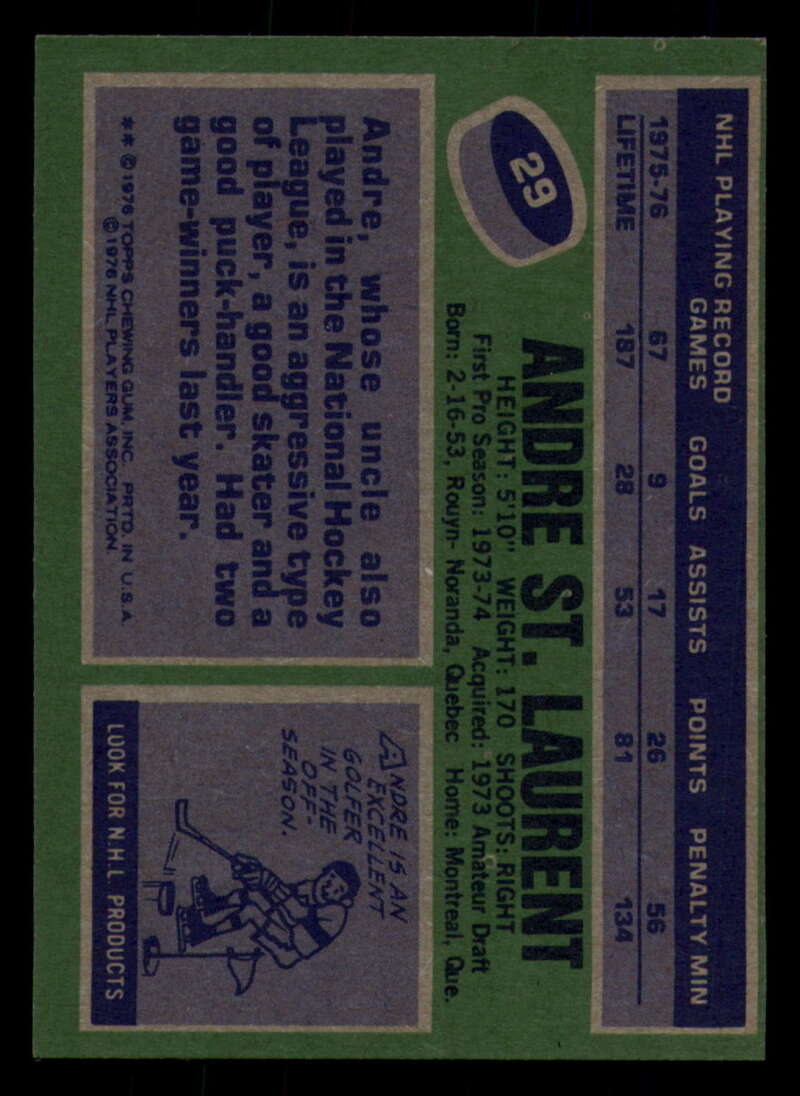 NHL PLAYING RECORD
GAMES GOALS ASSISTS POINTS PENALTY MIN
1975-76 67 9 17 26 56
LIFETIME 187 28 53 81 134
29
ANDRE ST. LAURENT
HEIGHT: 5'10" WEIGHT: 170 SHOOTS: RIGHT
First Pro Season: 1973-74 Acquired: 1973 Amateur Draft
Born: 2-16-53, Rouyn-Noranda, Quebec Home: Montreal, Que.
Andre, whose uncle also
played in the National Hockey
League, is an aggressive type
of player, a good skater and a
good puck-handler. Had two
game-winners last year.
** © 1976 TOPPS CHEWING GUM, INC. PRTD. IN U.S.A.
© 1976 NHL PLAYERS ASSOCIATION.
ANDRE IS AN
EXCELLENT
GOLFER
IN THE
OFF-
SEASON.
LOOK FOR N.H.L. PRODUCTS